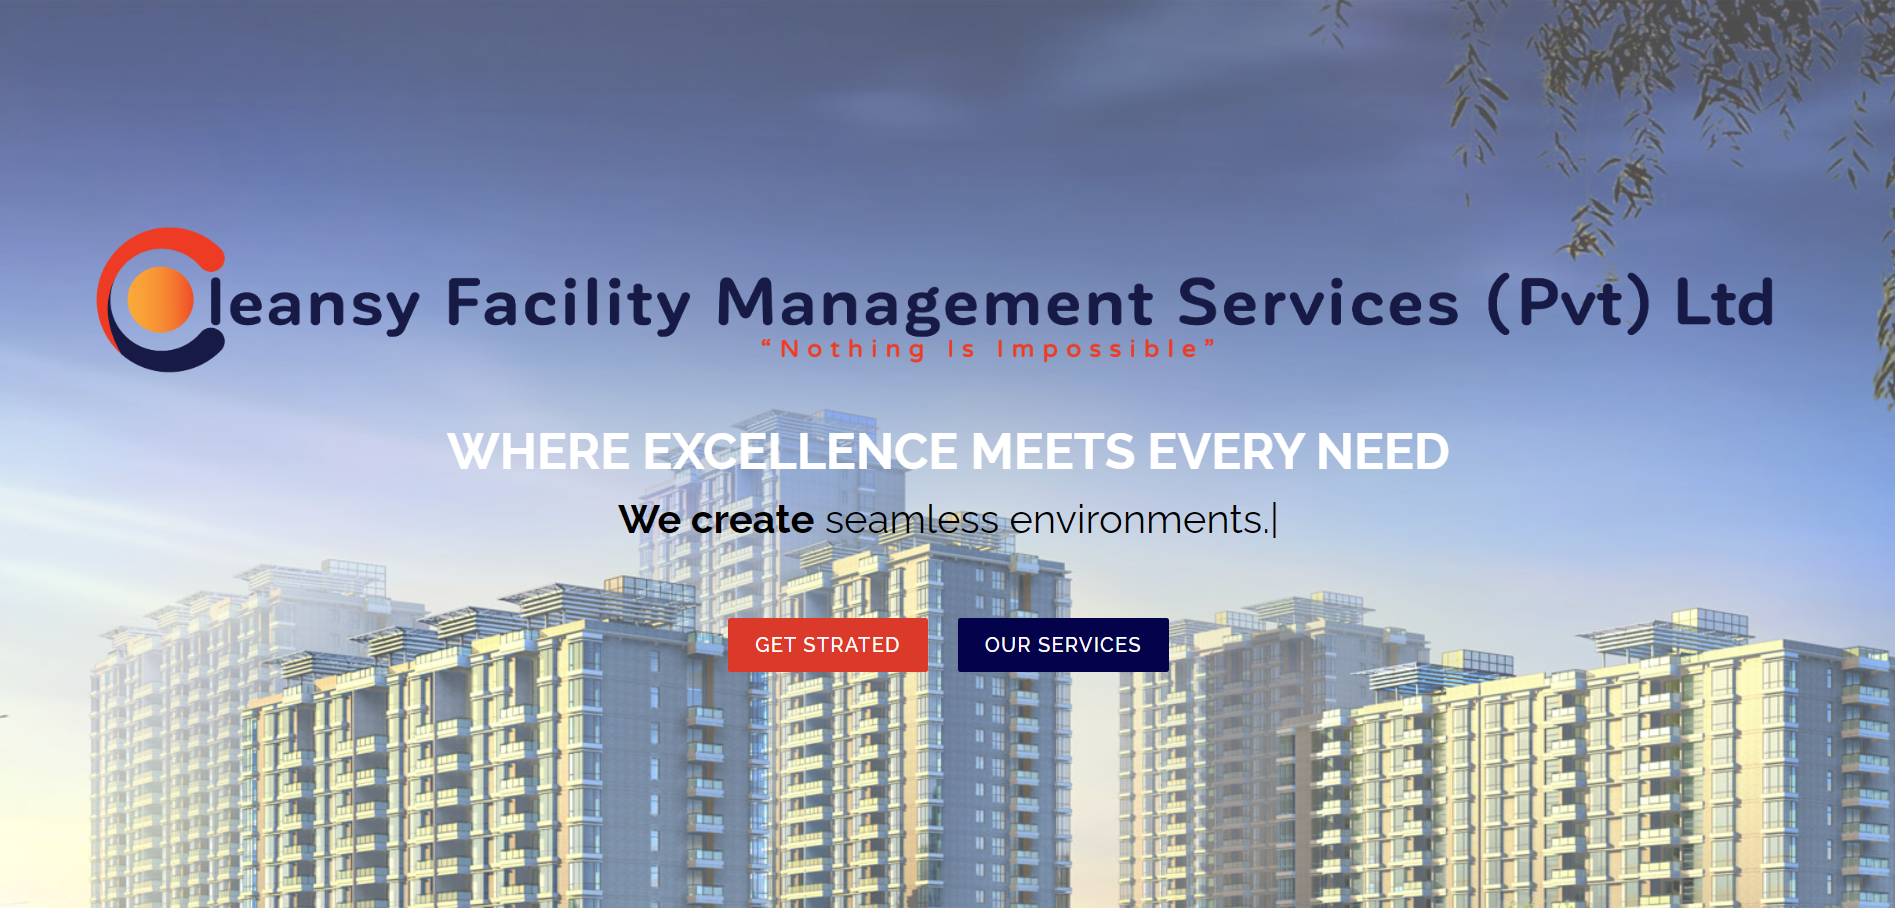 Cleansy Facility Management Services (Pvt) Ltd
“Nothing Is Impossible”
WHERE EXCELLENCE MEETS EVERY NEED
We create seamless environments.|
GET STRATED
OUR SERVICES